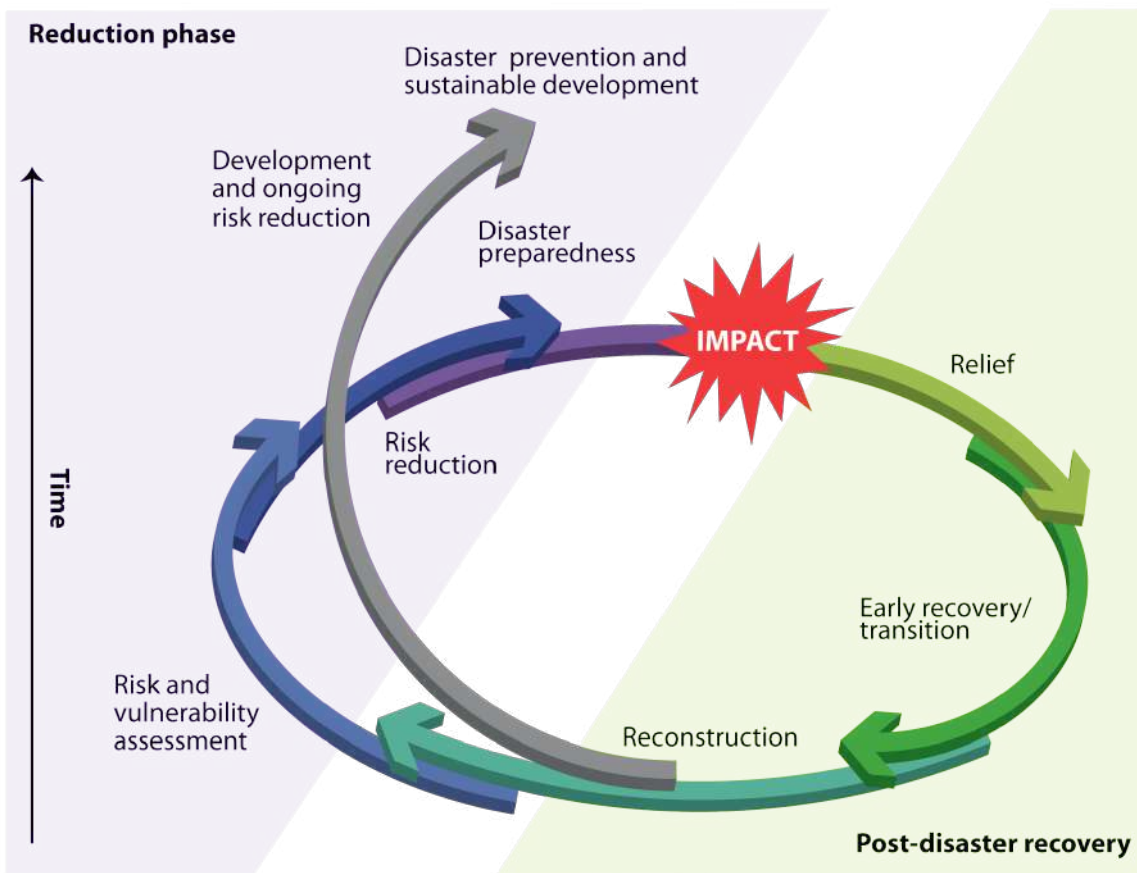 Reduction phase
Disaster prevention and
sustainable development
Development
and ongoing
risk reduction
Disaster
preparedness
IMPACT
Relief
Risk
reduction
Time
Early recovery/
transition
Risk and
vulnerability
assessment
Reconstruction
Post-disaster recovery